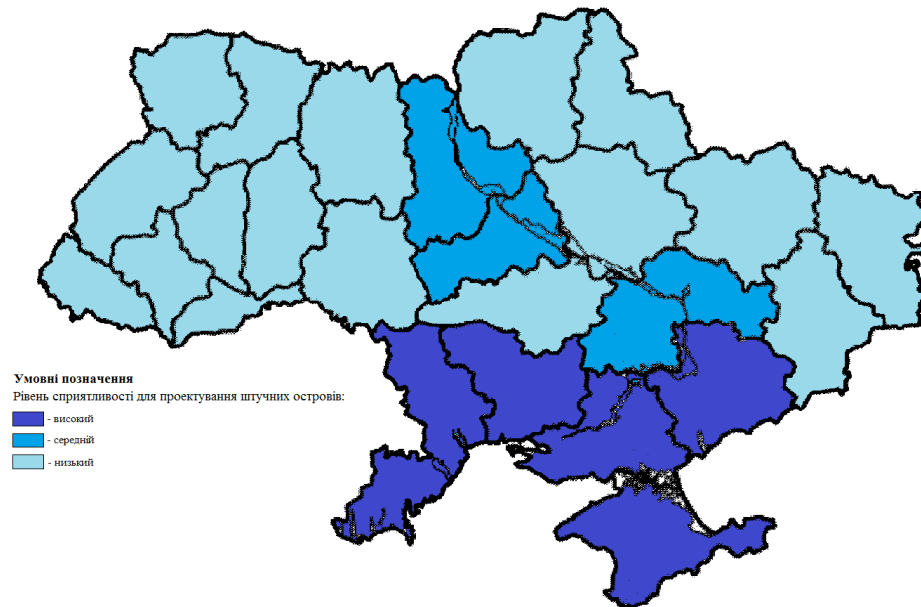 Умовні позначення
Рівень сприятливості для проектування штучних островів:
- високий
- середній
- низький